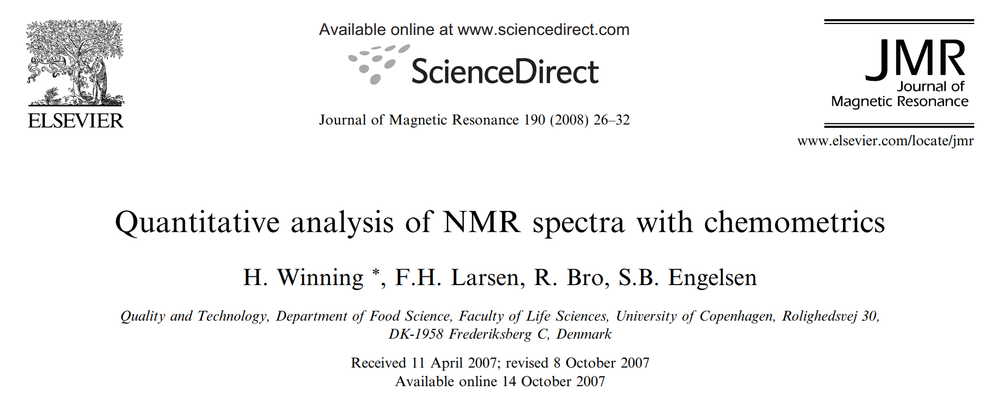 NON SOLUS
ELSEVIER
Available online at www.sciencedirect.com
ScienceDirect
Journal of Magnetic Resonance 190 (2008) 26–32
JMR
Journal of
Magnetic Resonance
www.elsevier.com/locate/jmr
Quantitative analysis of NMR spectra with chemometrics
H. Winning *, F.H. Larsen, R. Bro, S.B. Engelsen
Quality and Technology, Department of Food Science, Faculty of Life Sciences, University of Copenhagen, Rolighedsvej 30,
DK-1958 Frederiksberg C, Denmark
Received 11 April 2007; revised 8 October 2007
Available online 14 October 2007